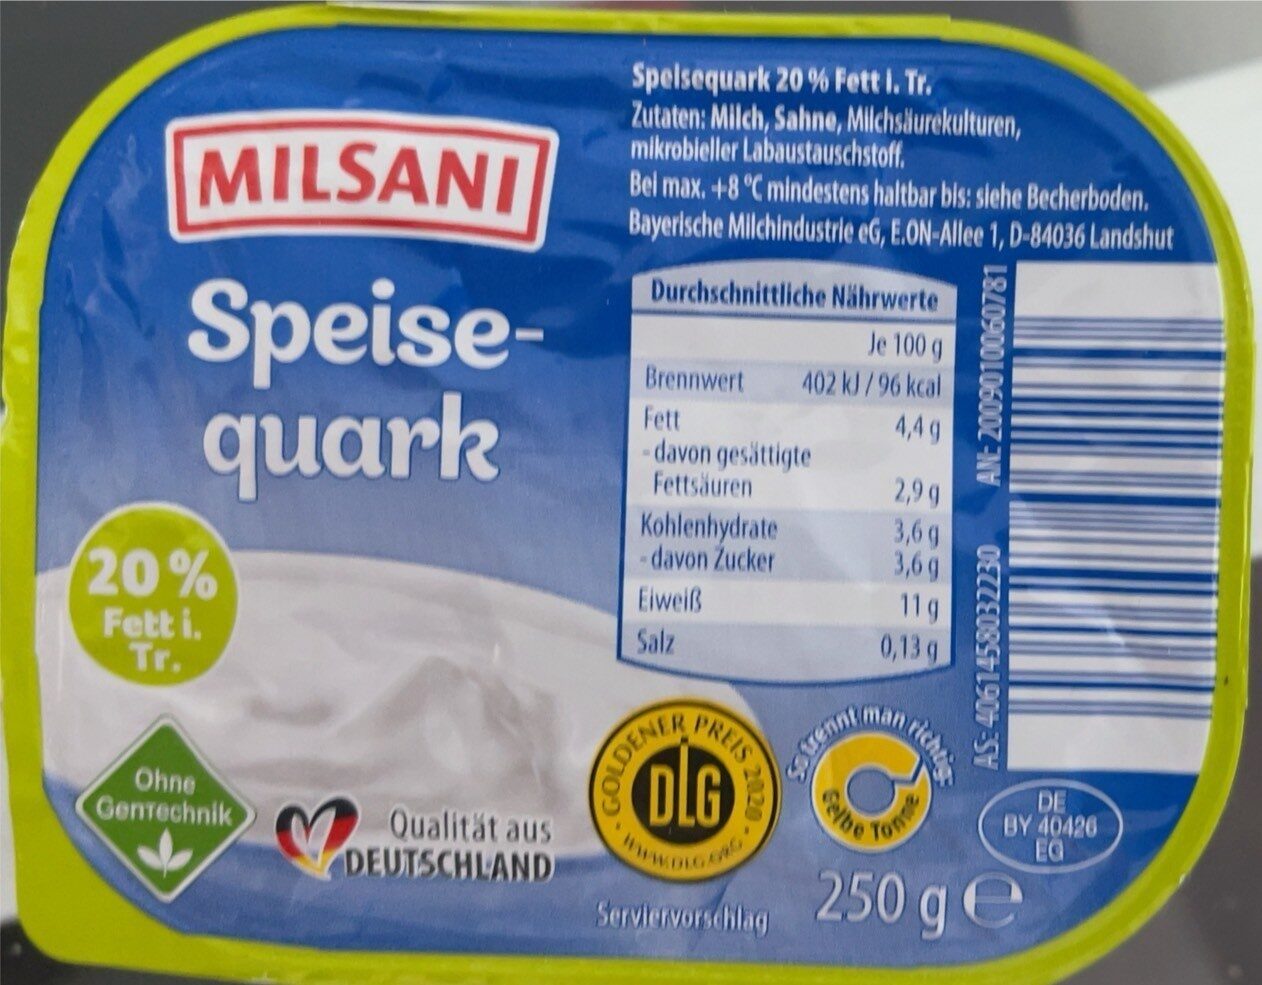 MILSANI
Speise-
quark
20%
Fett i.
Tr.
Ohne
GenTechnik
Qualität aus
DEUTSCHLAND
Speisequark 20 % Fett i. Tr.
Zutaten: Milch, Sahne, Milchsäurekulturen,
mikrobieller Labaustauschstoff.
Bei max. +8 °C mindestens haltbar bis: siehe Becherboden.
Bayerische Milchindustrie eG, E.ON-Allee 1, D-84036 Landshut
Durchschnittliche Nährwerte
Je 100 g
Brennwert 402 kJ / 96 kcal
Fett 4,4 g
- davon gesättigte
Fettsäuren 2,9 g
Kohlenhydrate 3,6 g
- davon Zucker 3,6 g
Eiweiß 11 g
Salz 0,13 g
AS: 4061458032230 AN: 2009010060781
GOLDENER PREIS 2020
DLG
WWW.DLG.ORG
So trennt man richtig:
Gelbe Tonne
DE
BY 40426
EG
Serviervorschlag
250 g e